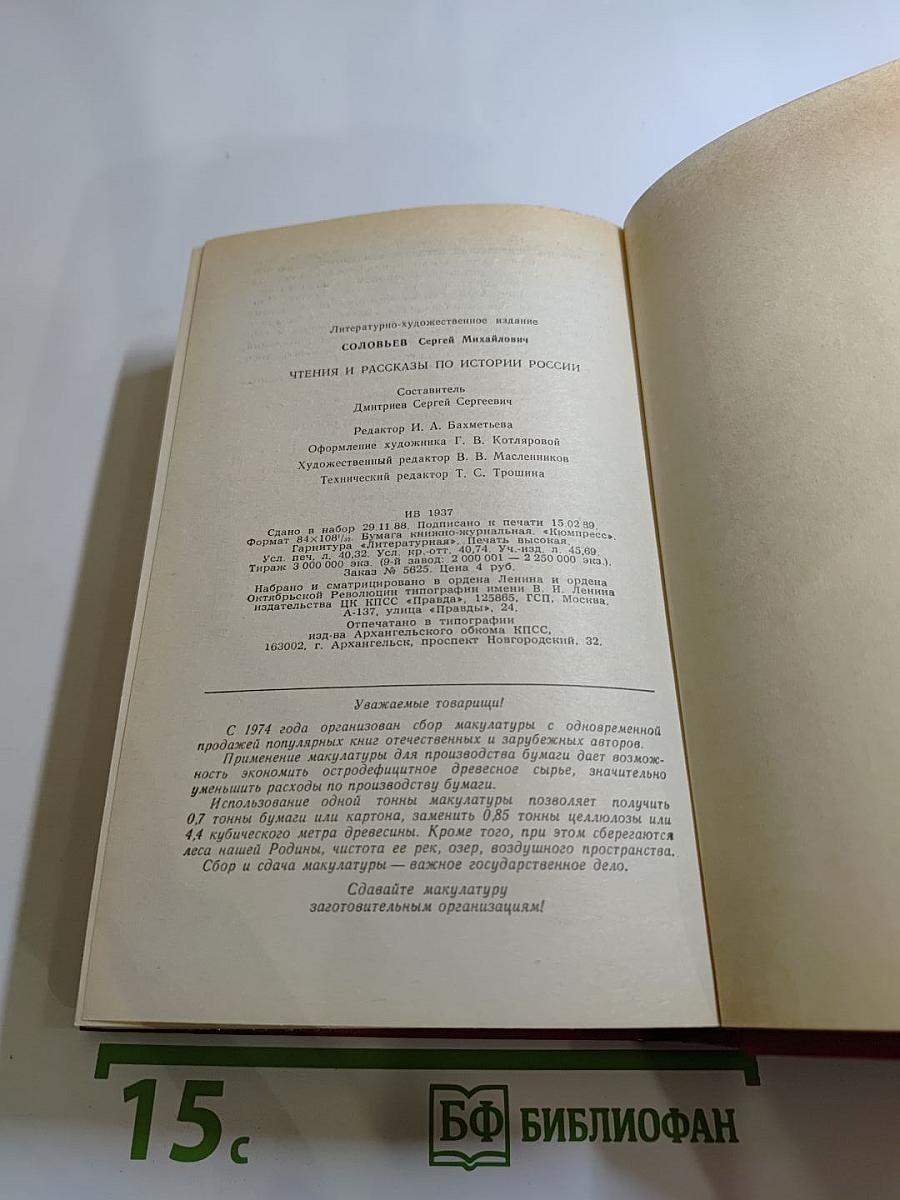 Литературно-художественное издание
СОЛОВЬЕВ Сергей Михайлович
ЧТЕНИЯ И РАССКАЗЫ ПО ИСТОРИИ РОССИИ
Составитель
Дмитриев Сергей Сергеевич
Редактор И. А. Бахметьева
Оформление художника Г. В. Котляровой
Художественный редактор В. В. Масленников
Технический редактор Т. С. Трошина
ИВ 1937
Сдано в набор 29.11.88. Подписано к печати 15.02 89.
Формат 84×108¹/₃₂. Бумага книжно-журнальная. «Кюмпресс».
Гарнитура «Литературная». Печать высокая.
Усл. печ. л. 40,32. Усл. кр.-отт. 40,74. Уч.-изд. л. 45,69.
Тираж 3 000 000 экз. (9-й завод: 2 000 001 — 2 250 000 экз.).
Заказ № 5625. Цена 4 руб.
Набрано и сматрицировано в ордена Ленина и ордена
Октябрьской Революции типографии имени В. И. Ленина
издательства ЦК КПСС «Правда», 125865, ГСП, Москва,
А-137, улица «Правды», 24.
Отпечатано в типографии
изд-ва Архангельского обкома КПСС,
163002, г. Архангельск, проспект Новгородский, 32.
Уважаемые товарищи!
С 1974 года организован сбор макулатуры с одновременной
продажей популярных книг отечественных и зарубежных авторов.
Применение макулатуры для производства бумаги дает возмож-
ность экономить остродефицитное древесное сырье, значительно
уменьшить расходы по производству бумаги.
Использование одной тонны макулатуры позволяет получить
0,7 тонны бумаги или картона, заменить 0,85 тонны целлюлозы или
4,4 кубического метра древесины. Кроме того, при этом сберегаются
леса нашей Родины, чистота ее рек, озер, воздушного пространства.
Сбор и сдача макулатуры — важное государственное дело.
Сдавайте макулатуру
заготовительным организациям!
15 с
БФ БИБЛИОФАН